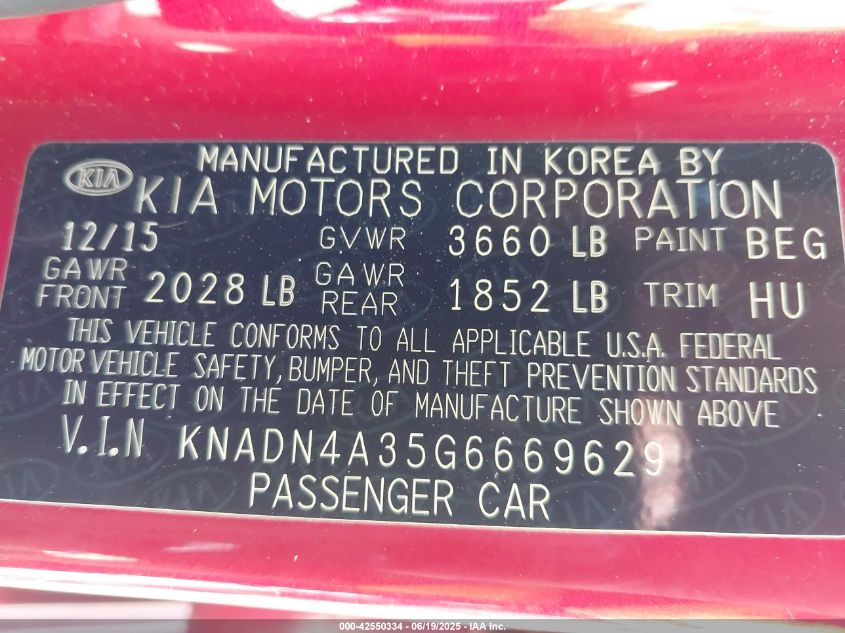 KIA MANUFACTURED IN KOREA BY
KIA MOTORS CORPORATION
12/15 GVWR 3660 LB PAINT BEG
GAWR FRONT 2028 LB GAWR REAR 1852 LB TRIM HU
THIS VEHICLE CONFORMS TO ALL APPLICABLE U.S.A. FEDERAL
MOTOR VEHICLE SAFETY, BUMPER, AND THEFT PREVENTION STANDARDS
IN EFFECT ON THE DATE OF MANUFACTURE SHOWN ABOVE
V.I.N KNADN4A35G6669629
PASSENGER CAR
000-42550334 - 06/19/2025 - IAA Inc.